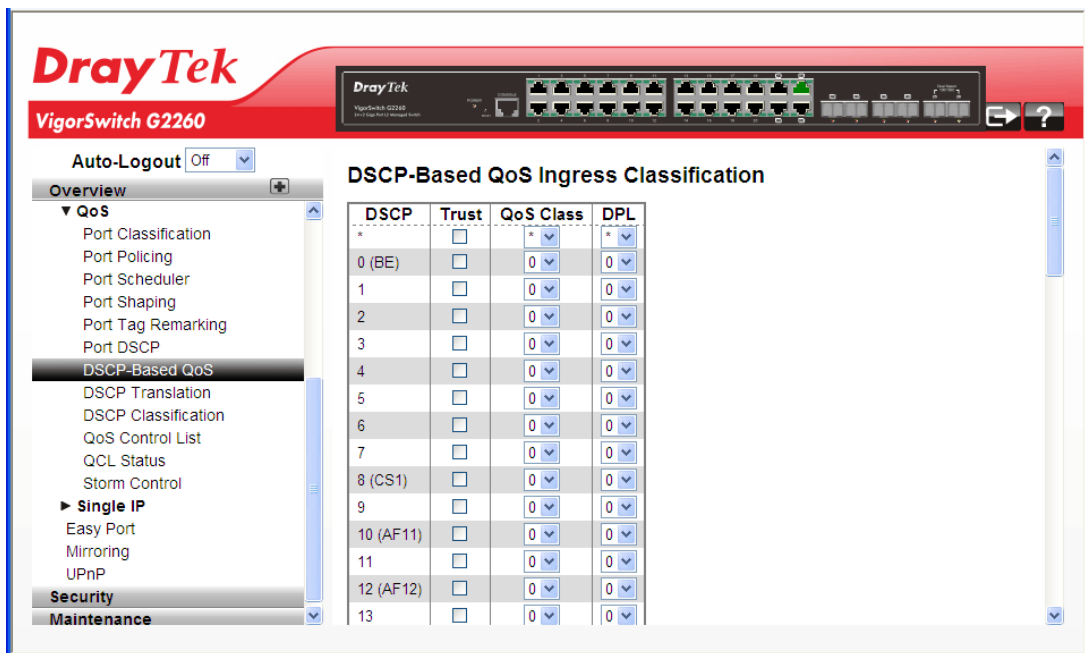 DrayTek
VigorSwitch G2260
DrayTek
VigorSwitch G2260
POWER
CONSOLE
?
Auto-Logout Off
Overview
▼ QoS
Port Classification
Port Policing
Port Scheduler
Port Shaping
Port Tag Remarking
Port DSCP
DSCP-Based QoS
DSCP Translation
DSCP Classification
QoS Control List
QCL Status
Storm Control
► Single IP
Easy Port
Mirroring
UPnP
Security
Maintenance
DSCP-Based QoS Ingress Classification
DSCP Trust QoS Class DPL
* * *
0 (BE) 0 0
1 0 0
2 0 0
3 0 0
4 0 0
5 0 0
6 0 0
7 0 0
8 (CS1) 0 0
9 0 0
10 (AF11) 0 0
11 0 0
12 (AF12) 0 0
13 0 0